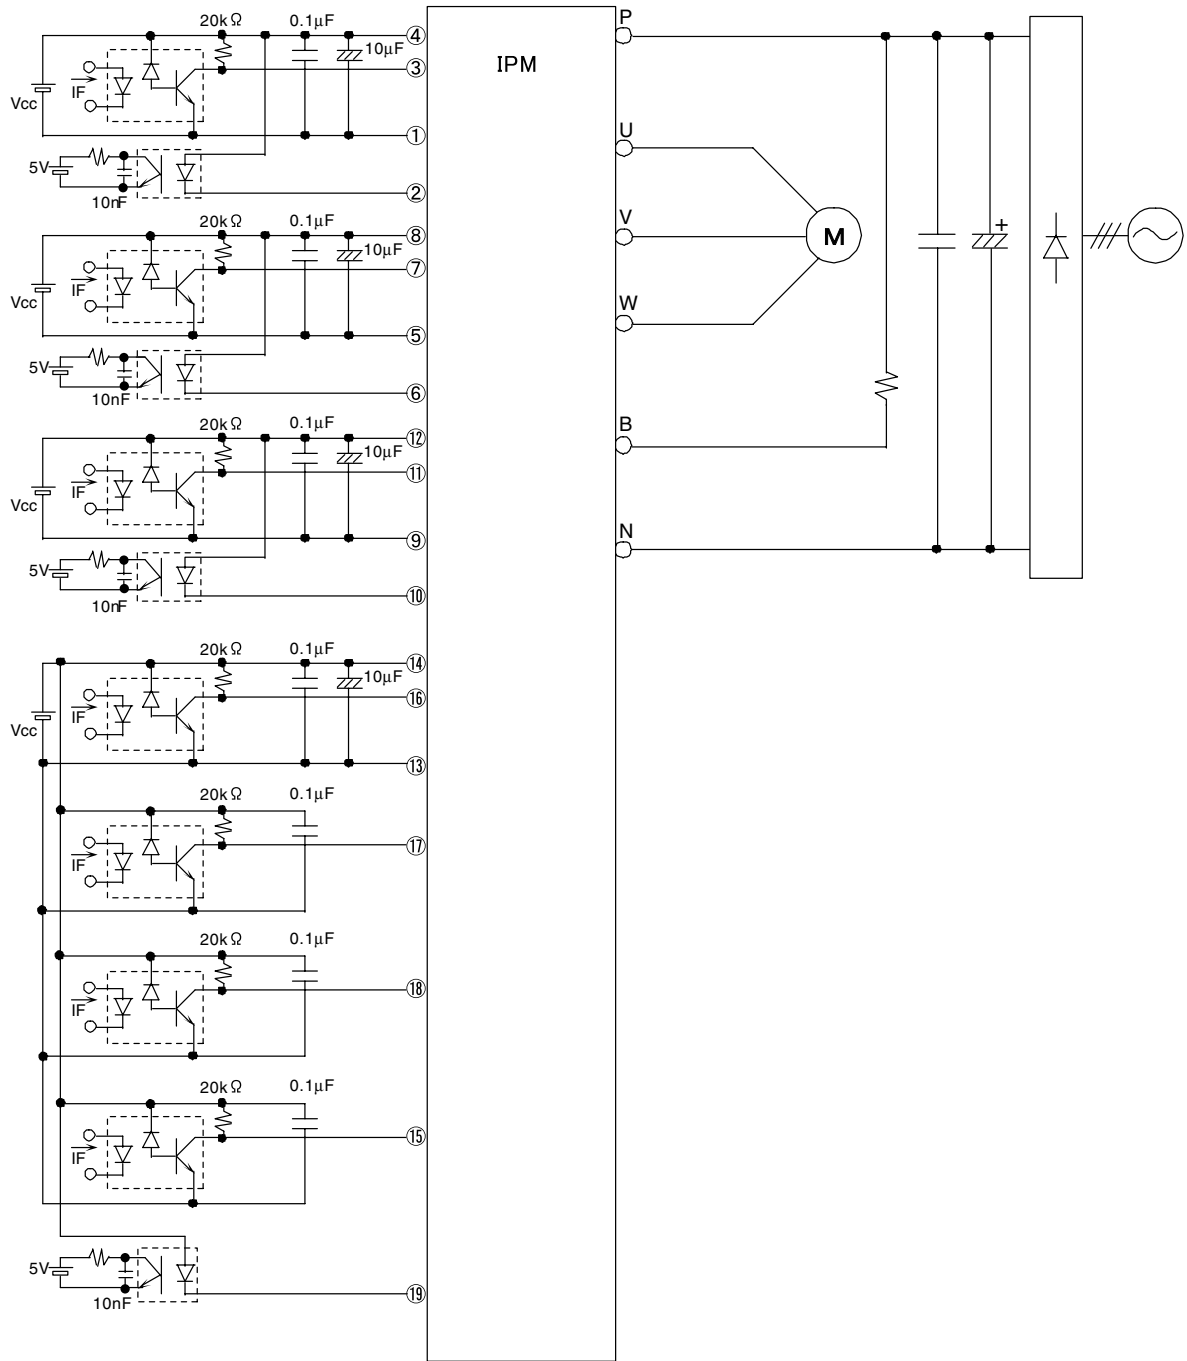 20kΩ 0.1μF
④ P
10μF
③
IPM
IF
Vcc
①
U
5V
②
10nF
20kΩ 0.1μF
V
⑧
10μF
⑦
M
IF
Vcc
W
⑤
5V
⑥
10nF
20kΩ 0.1μF
B
⑫
10μF
⑪
IF
Vcc
N
⑨
5V
⑩
10nF
20kΩ 0.1μF
⑭
10μF
⑯
IF
Vcc
⑬
20kΩ 0.1μF
⑰
IF
20kΩ 0.1μF
⑱
IF
20kΩ 0.1μF
⑮
IF
5V
⑲
10nF
+